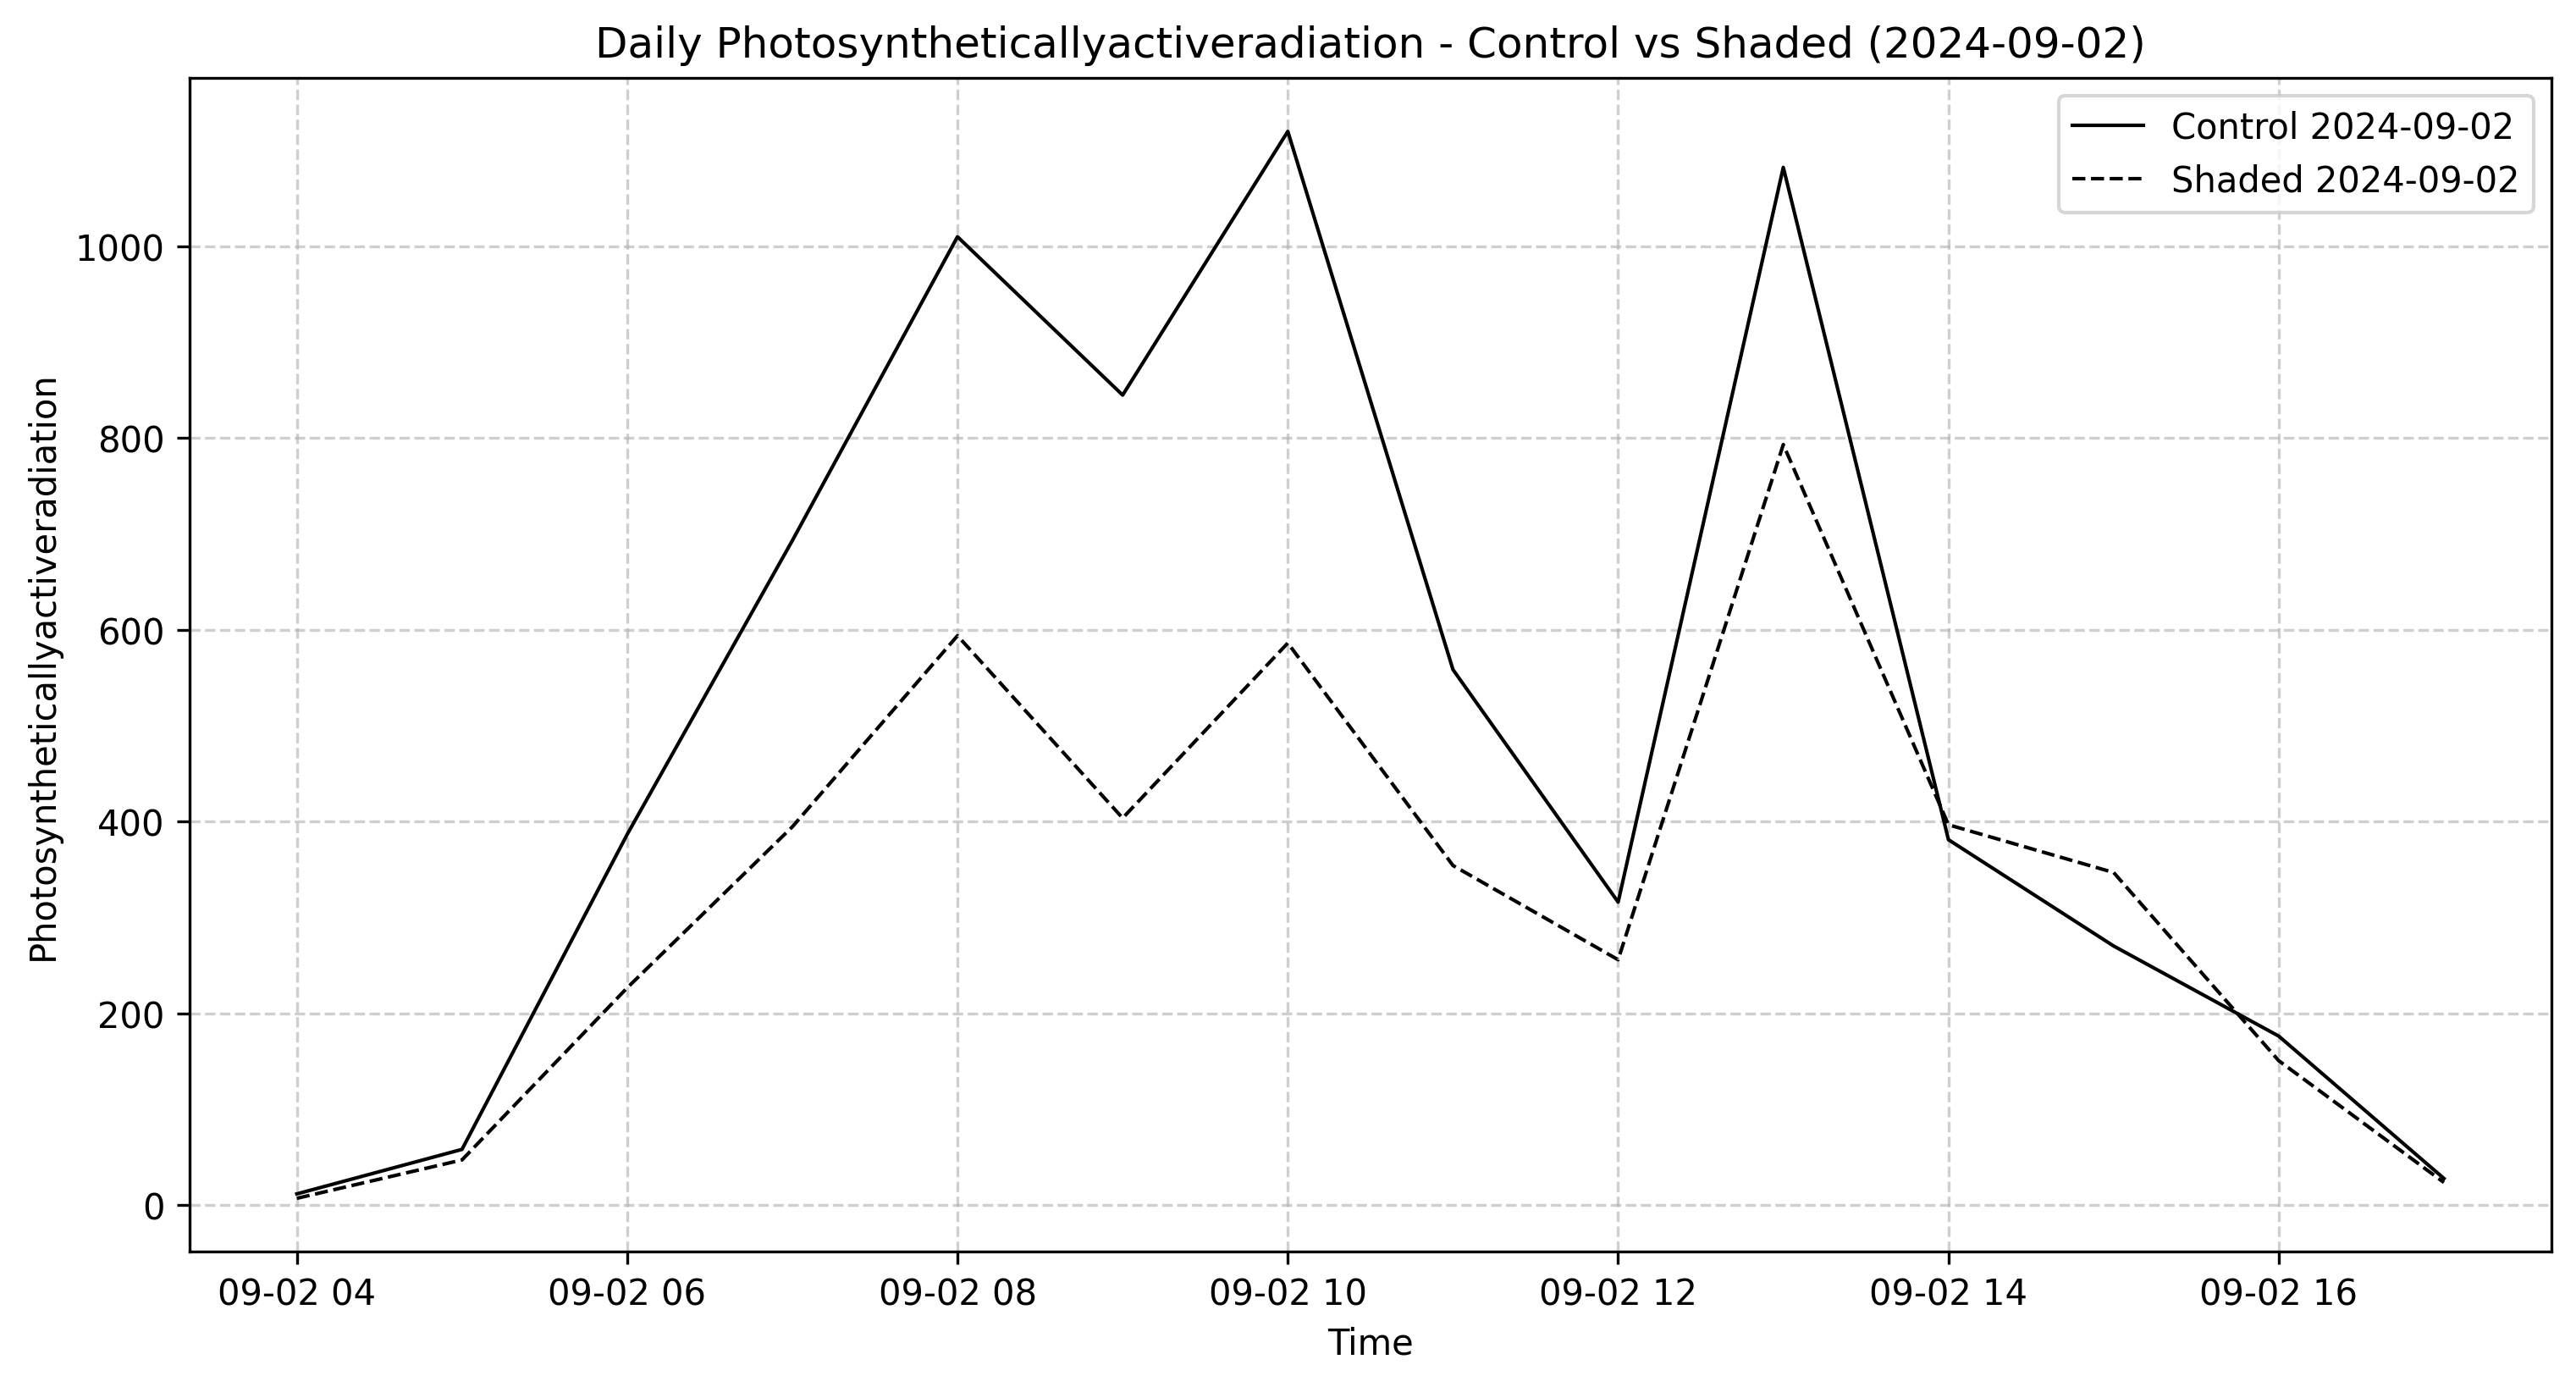 Daily Photosyntheticallyactiveradiation - Control vs Shaded (2024-09-02)
Control 2024-09-02
Shaded 2024-09-02
Photosyntheticallyactiveradiation
1000
800
600
400
200
0
09-02 04 09-02 06 09-02 08 09-02 10 09-02 12 09-02 14 09-02 16
Time